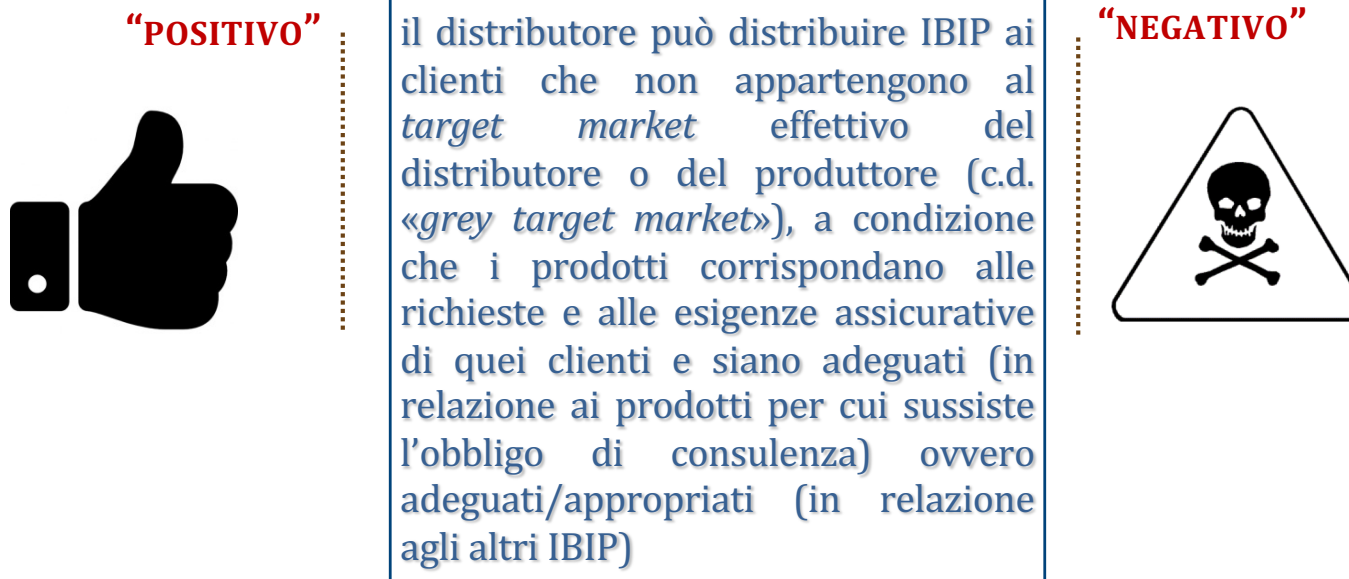 “POSITIVO”
il distributore può distribuire IBIP ai
clienti che non appartengono al
target market effettivo del
distributore o del produttore (c.d.
«grey target market»), a condizione
che i prodotti corrispondano alle
richieste e alle esigenze assicurative
di quei clienti e siano adeguati (in
relazione ai prodotti per cui sussiste
l’obbligo di consulenza) ovvero
adeguati/appropriati (in relazione
agli altri IBIP)
“NEGATIVO”